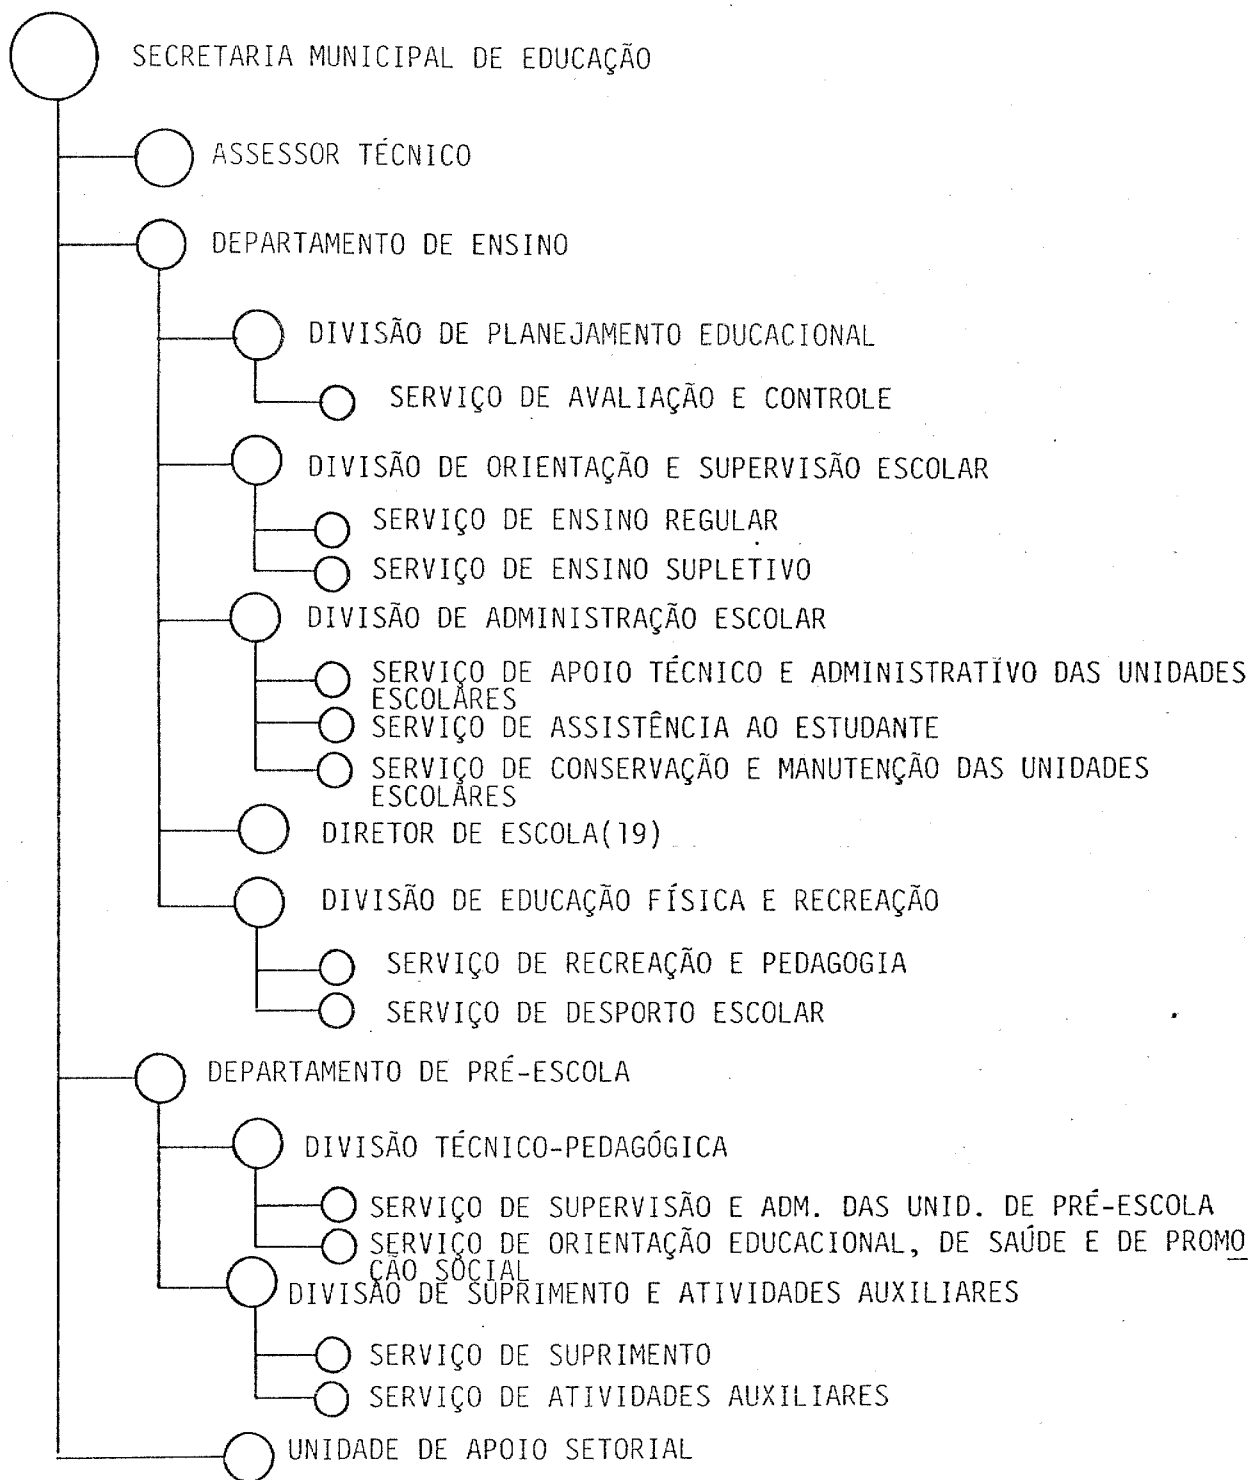 SECRETARIA MUNICIPAL DE EDUCAÇÃO
ASSESSOR TÉCNICO
DEPARTAMENTO DE ENSINO
DIVISÃO DE PLANEJAMENTO EDUCACIONAL
SERVIÇO DE AVALIAÇÃO E CONTROLE
DIVISÃO DE ORIENTAÇÃO E SUPERVISÃO ESCOLAR
SERVIÇO DE ENSINO REGULAR
SERVIÇO DE ENSINO SUPLETIVO
DIVISÃO DE ADMINISTRAÇÃO ESCOLAR
SERVIÇO DE APOIO TÉCNICO E ADMINISTRATIVO DAS UNIDADES
ESCOLARES
SERVIÇO DE ASSISTÊNCIA AO ESTUDANTE
SERVIÇO DE CONSERVAÇÃO E MANUTENÇÃO DAS UNIDADES
ESCOLARES
DIRETOR DE ESCOLA(19)
DIVISÃO DE EDUCAÇÃO FÍSICA E RECREAÇÃO
SERVIÇO DE RECREAÇÃO E PEDAGOGIA
SERVIÇO DE DESPORTO ESCOLAR
DEPARTAMENTO DE PRÉ-ESCOLA
DIVISÃO TÉCNICO-PEDAGÓGICA
SERVIÇO DE SUPERVISÃO E ADM. DAS UNID. DE PRÉ-ESCOLA
SERVIÇO DE ORIENTAÇÃO EDUCACIONAL, DE SAÚDE E DE PROMO
ÇÃO SOCIAL
DIVISÃO DE SUPRIMENTO E ATIVIDADES AUXILIARES
SERVIÇO DE SUPRIMENTO
SERVIÇO DE ATIVIDADES AUXILIARES
UNIDADE DE APOIO SETORIAL